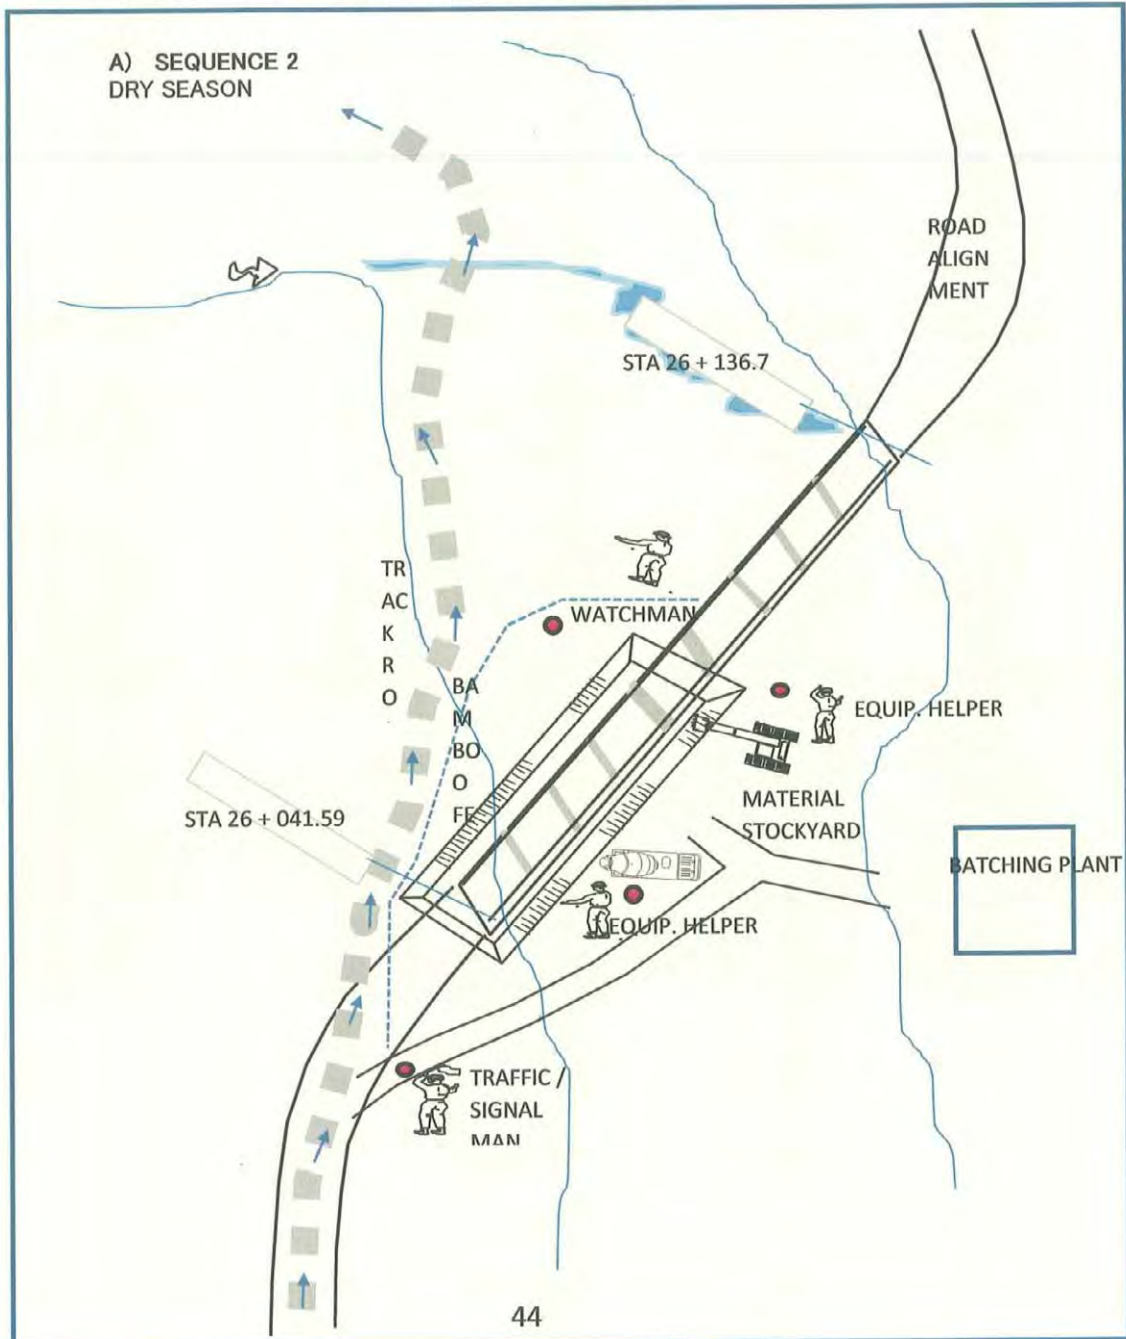 A) SEQUENCE 2
DRY SEASON
ROAD
ALIGN
MENT
STA 26 + 136.7
TR
AC
K
R
O
WATCHMAN
BA
M
BO
O
FE
EQUIP. HELPER
MATERIAL
STOCKYARD
STA 26 + 041.59
BATCHING PLANT
EQUIP. HELPER
TRAFFIC /
SIGNAL
MAN
44